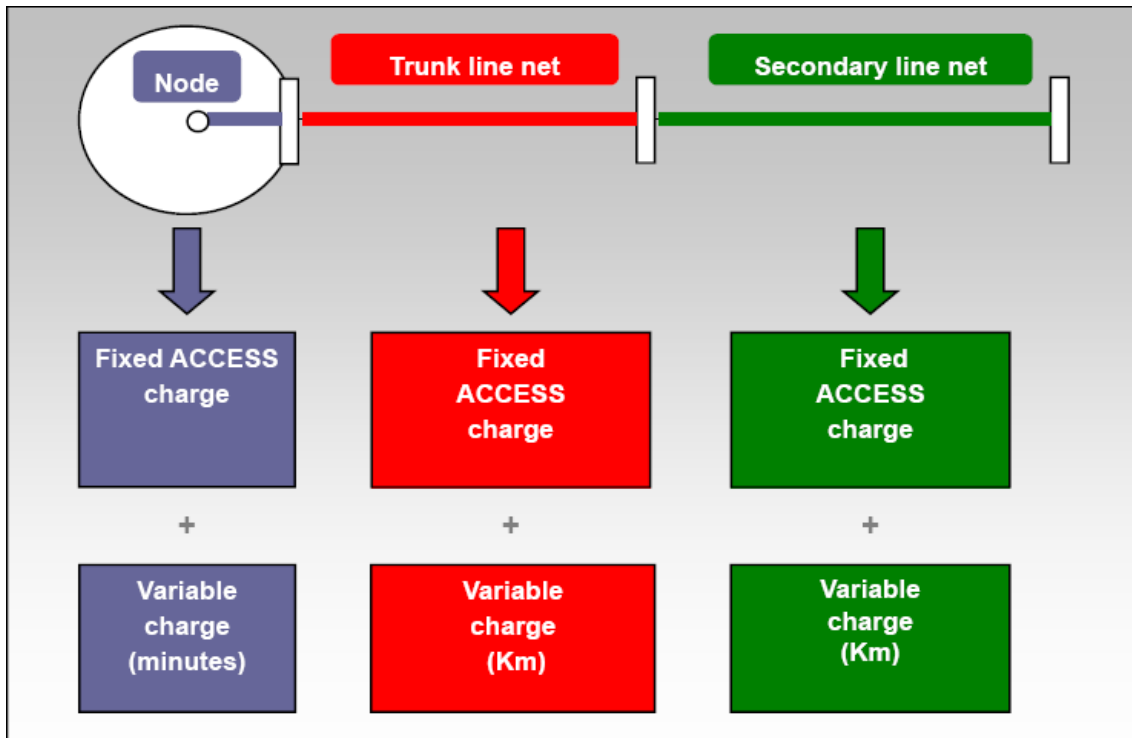 Node
Trunk line net
Secondary line net
Fixed ACCESS
charge
Fixed
ACCESS
charge
Fixed
ACCESS
charge
+
+
+
Variable
charge
(minutes)
Variable
charge
(Km)
Variable
charge
(Km)